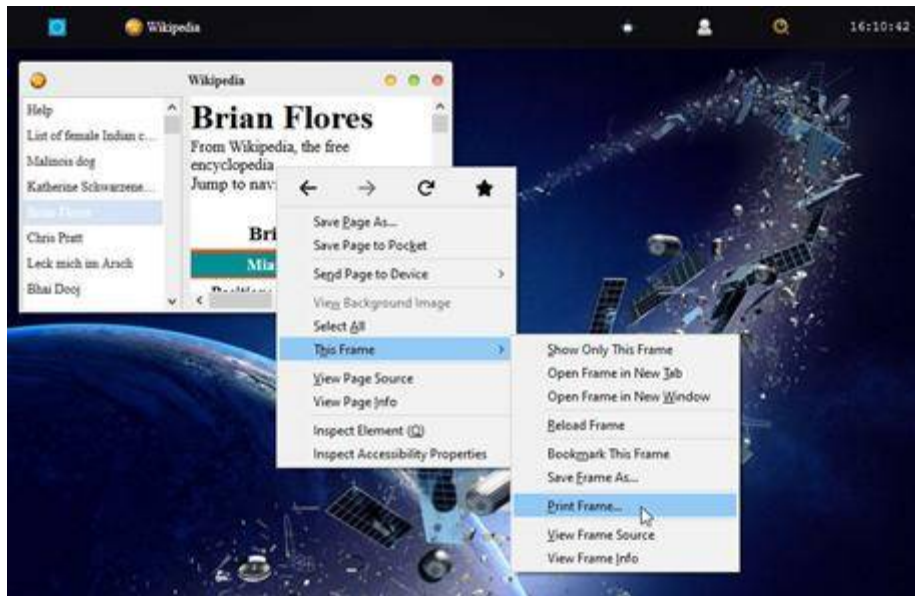 Wikipedia
16:10:42
Wikipedia
Help
List of female Indian c...
Malinois dog
Katherine Schwarzene...
Brian Flores
Chris Pratt
Leck mich im Arsch
Bhai Dooj
Brian Flores
From Wikipedia, the free
encyclopedia
Jump to nav
Bri
Mia
Save Page As...
Save Page to Pocket
Send Page to Device
View Background Image
Select All
This Frame
View Page Source
View Page Info
Inspect Element (Q)
Inspect Accessibility Properties
Show Only This Frame
Open Frame in New Tab
Open Frame in New Window
Reload Frame
Bookmark This Frame
Save Frame As...
Print Frame...
View Frame Source
View Frame Info